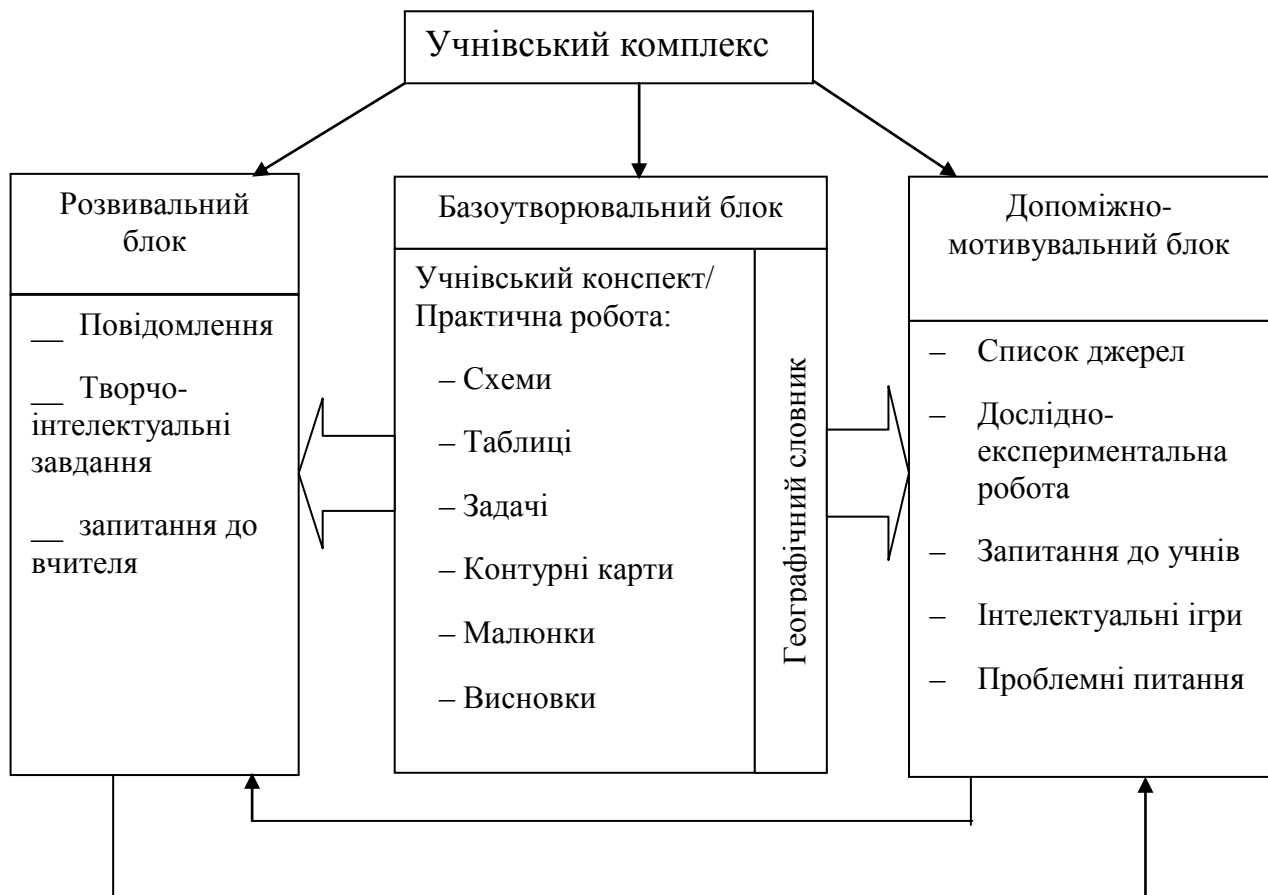 Учнівський комплекс
Розвивальний
блок
__ Повідомлення
__ Творчо-
інтелектуальні
завдання
__ запитання до
вчителя
Базоутворювальний блок
Учнівський конспект/
Практична робота:
– Схеми
– Таблиці
– Задачі
– Контурні карти
– Малюнки
– Висновки
Географічний словник
Допоміжно-
мотивувальний блок
– Список джерел
– Дослідно-
експериментальна
робота
– Запитання до учнів
– Інтелектуальні ігри
– Проблемні питання